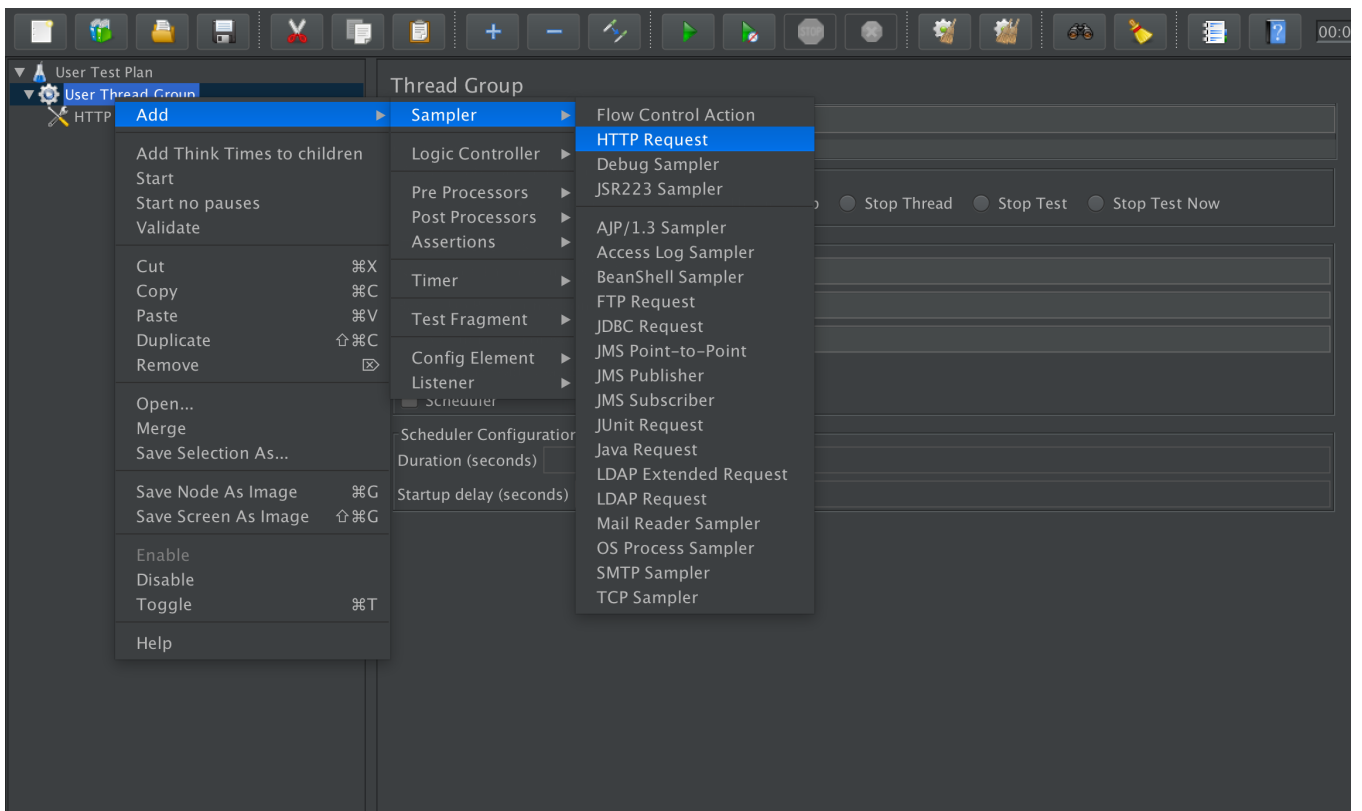 STOP
00:0
User Test Plan
User Thread Group
HTTP
Add
Add Think Times to children
Start
Start no pauses
Validate
Cut ⌘X
Copy ⌘C
Paste ⌘V
Duplicate ⇧⌘C
Remove ⌦
Open...
Merge
Save Selection As...
Save Node As Image ⌘G
Save Screen As Image ⇧⌘G
Enable
Disable
Toggle ⌘T
Help
Thread Group
Sampler
Logic Controller
Pre Processors
Post Processors
Assertions
Timer
Test Fragment
Config Element
Listener
Flow Control Action
HTTP Request
Debug Sampler
JSR223 Sampler
AJP/1.3 Sampler
Access Log Sampler
BeanShell Sampler
FTP Request
JDBC Request
JMS Point-to-Point
JMS Publisher
JMS Subscriber
JUnit Request
Java Request
LDAP Extended Request
LDAP Request
Mail Reader Sampler
OS Process Sampler
SMTP Sampler
TCP Sampler
Stop Thread Stop Test Stop Test Now
Scheduler
Scheduler Configuration
Duration (seconds)
Startup delay (seconds)